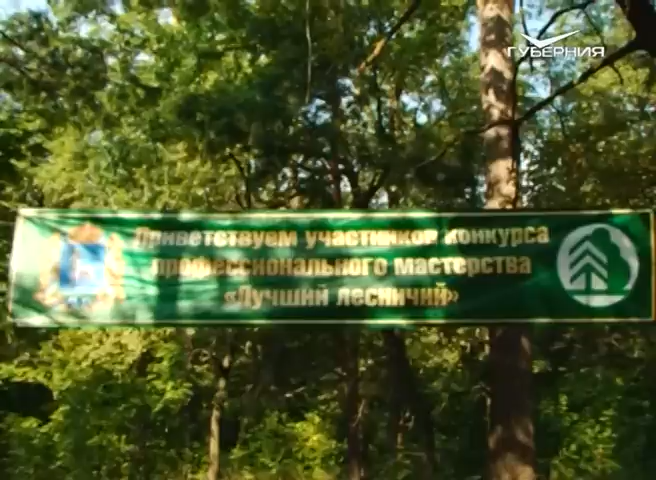 ГУБЕРНИЯ
Приветствуем участников конкурса
профессионального мастерства
«Лучший лесничий»